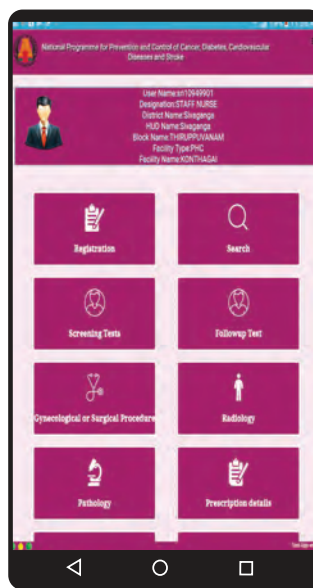 National Programme for Prevention and Control of Cancer, Diabetes, Cardiovascular
Diseases and Stroke
User Name:sn10949901
Designation:STAFF NURSE
District Name:Sivaganga
HUD Name:Sivaganga
Block Name:THIRUPPUVANAM
Facility Type:PHC
Facility Name:KONTHAGAI
Registration
Search
Screening Tests
Followup Test
Gynecological or Surgical Procedure
Radiology
Pathology
Prescription details